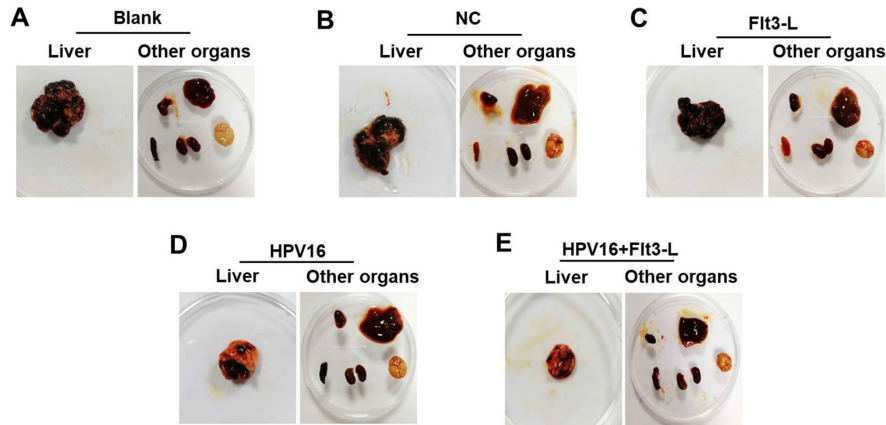 A
Blank
Liver Other organs
B
NC
Liver Other organs
C
Flt3-L
Liver Other organs
D
HPV16
Liver Other organs
E
HPV16+Flt3-L
Liver Other organs